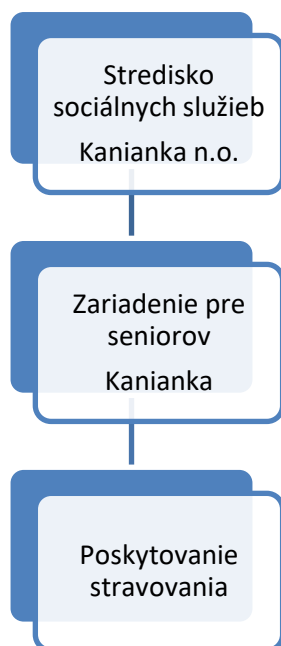 Stredisko
sociálnych služieb
Kanianka n.o.
Zariadenie pre
seniorov
Kanianka
Poskytovanie
stravovania